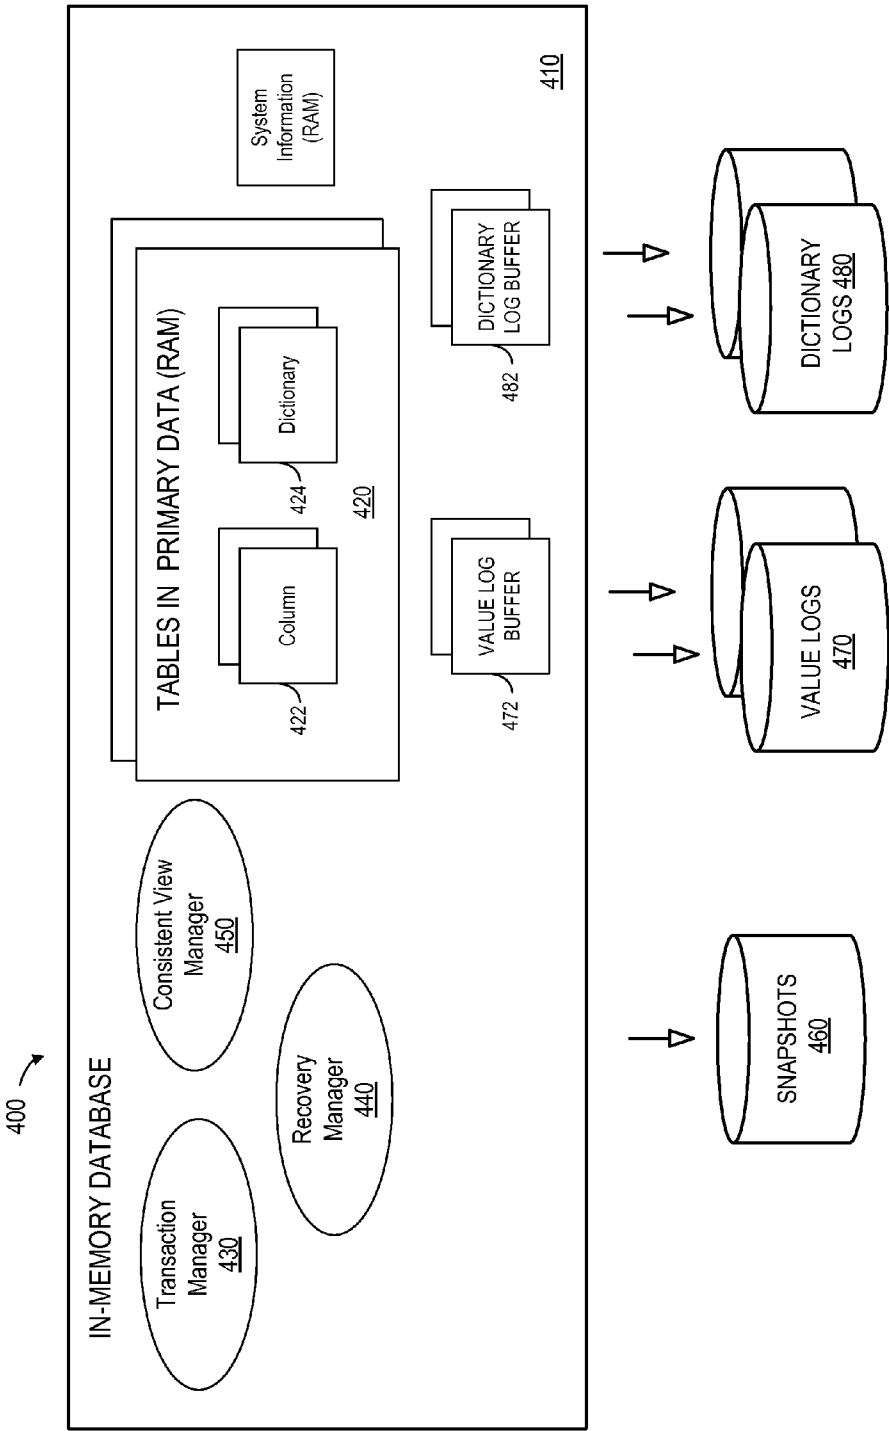 400
IN-MEMORY DATABASE
Transaction
Manager
430
Recovery
Manager
440
Consistent View
Manager
450
TABLES IN PRIMARY DATA (RAM)
422
Column
424
Dictionary
420
System
Information
(RAM)
472
VALUE LOG
BUFFER
482
DICTIONARY
LOG BUFFER
410
SNAPSHOTS
460
VALUE LOGS
470
DICTIONARY
LOGS 480